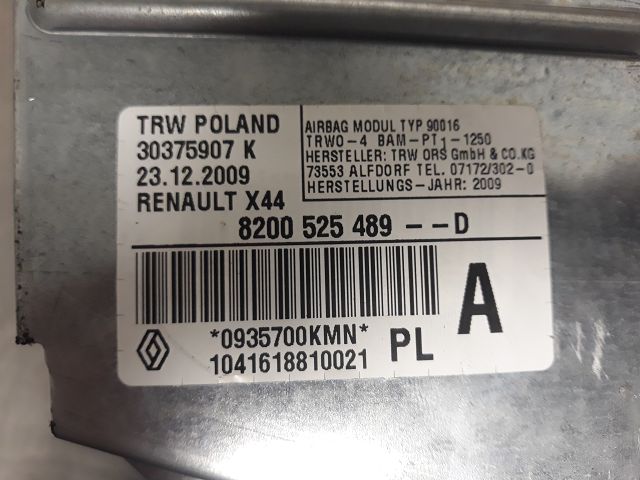 TRW POLAND
30375907 K
23.12.2009
RENAULT X44
AIRBAG MODUL TYP 90016
TRWO-4 BAM-PT1-1250
HERSTELLER: TRW ORS GmbH & CO.KG
73553 ALFDORF TEL. 07172/302-0
HERSTELLUNGS-JAHR: 2009
8200 525 489 --D
A
*0935700KMN*
PL
1041618810021